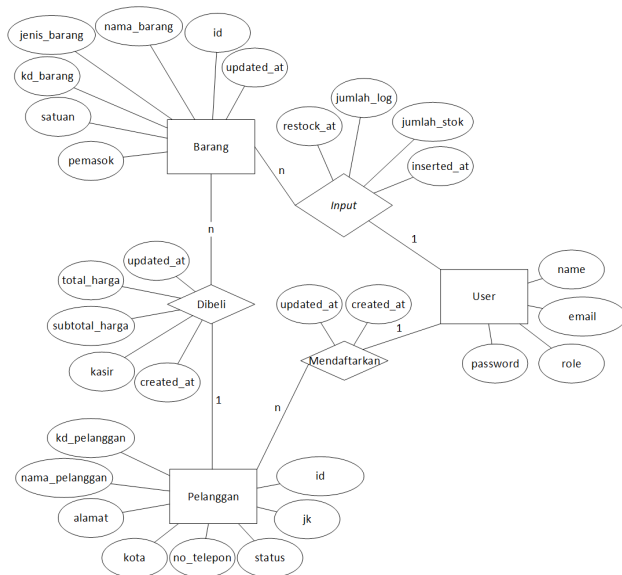 nama_barang
id
jenis_barang
updated_at
kd_barang
satuan
pemasok
Barang
jumlah_log
restock_at
jumlah_stok
inserted_at
n
Input
n
1
updated_at
total_harga
subtotal_harga
kasir
created_at
Dibeli
updated_at
created_at
1
Mendaftarkan
User
name
email
role
password
1
n
kd_pelanggan
nama_pelanggan
alamat
kota
no_telepon
status
Pelanggan
id
jk